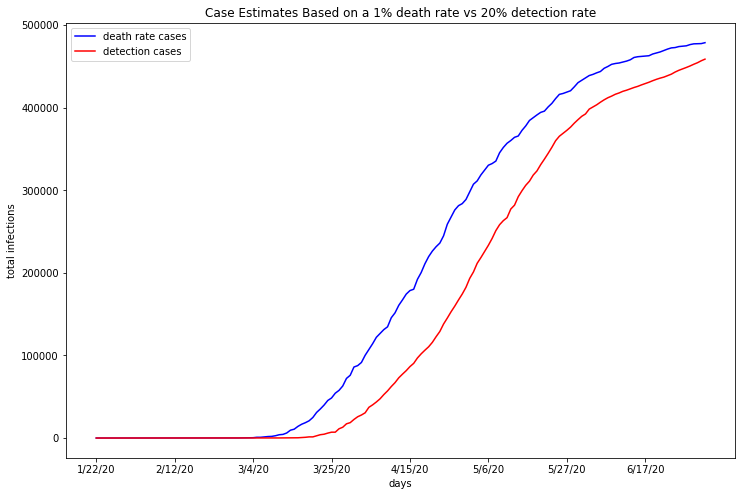 Case Estimates Based on a 1% death rate vs 20% detection rate
500000
death rate cases
detection cases
400000
300000
total infections
200000
100000
0
1/22/20 2/12/20 3/4/20 3/25/20 4/15/20 5/6/20 5/27/20 6/17/20
days